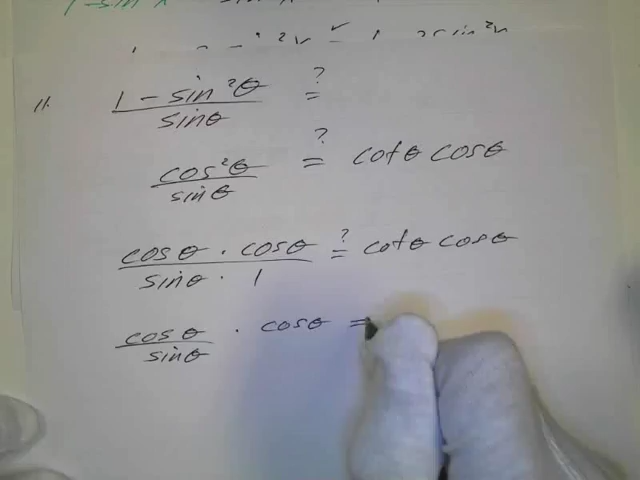 1 - sin²θ / sinθ ?=
11.
cos²θ / sinθ ?= cotθ cosθ
cosθ · cosθ / sinθ · 1 ?= cotθ cosθ
cosθ / sinθ · cosθ =